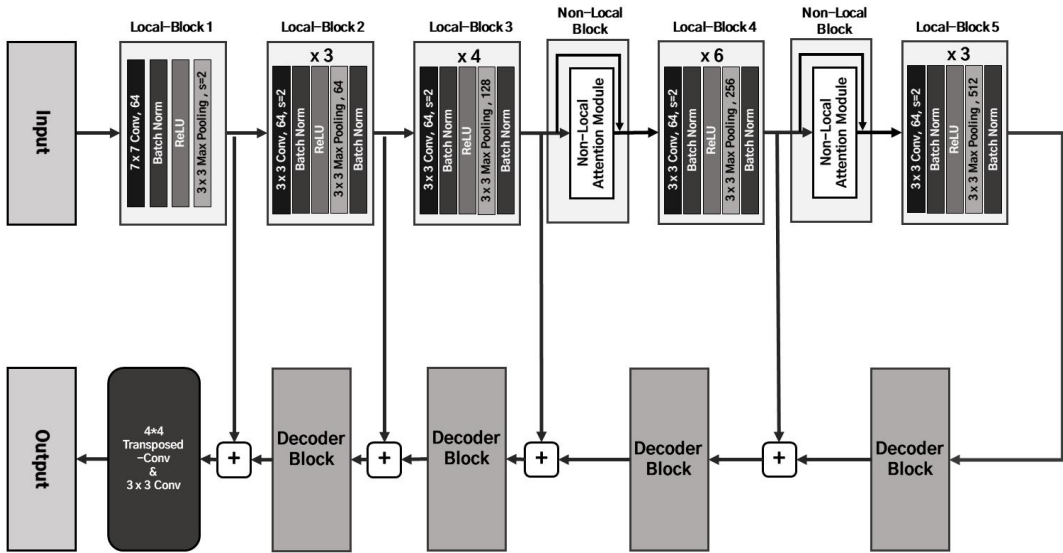 Local-Block 1
Local-Block 2
Local-Block 3
Non-Local
Block
Local-Block 4
Non-Local
Block
Local-Block 5
Input
7 x 7 Conv, 64
Batch Norm
ReLU
3 x 3 Max Pooling , s=2
x 3
3 x 3 Conv, 64, s=2
Batch Norm
ReLU
3 x 3 Max Pooling , 64
Batch Norm
x 4
3 x 3 Conv, 64, s=2
Batch Norm
ReLU
3 x 3 Max Pooling , 128
Batch Norm
Non-Local
Attention Module
x 6
3 x 3 Conv, 64, s=2
Batch Norm
ReLU
3 x 3 Max Pooling , 256
Batch Norm
Non-Local
Attention Module
x 3
3 x 3 Conv, 64, s=2
Batch Norm
ReLU
3 x 3 Max Pooling , 512
Batch Norm
Output
4*4
Transposed
-Conv
&
3 x 3 Conv
+
Decoder
Block
+
Decoder
Block
+
Decoder
Block
+
Decoder
Block